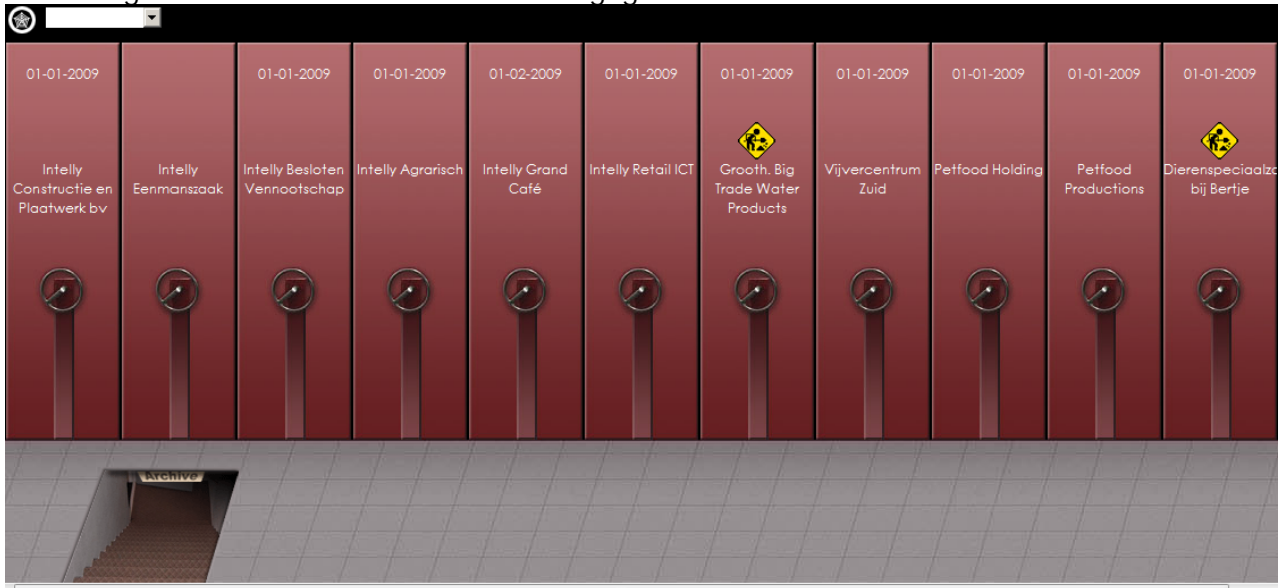 01-01-2009
01-01-2009
01-01-2009
01-02-2009
01-01-2009
01-01-2009
01-01-2009
01-01-2009
01-01-2009
01-01-2009
Intelly
Constructie en
Plaatwerk bv
Intelly
Eenmanszaak
Intelly Besloten
Vennootschap
Intelly Agrarisch
Intelly Grand
Café
Intelly Retail ICT
Grooth. Big
Trade Water
Products
Vijvercentrum
Zuid
Petfood Holding
Petfood
Productions
Dierenspeciaalzc
bij Bertje
Archive